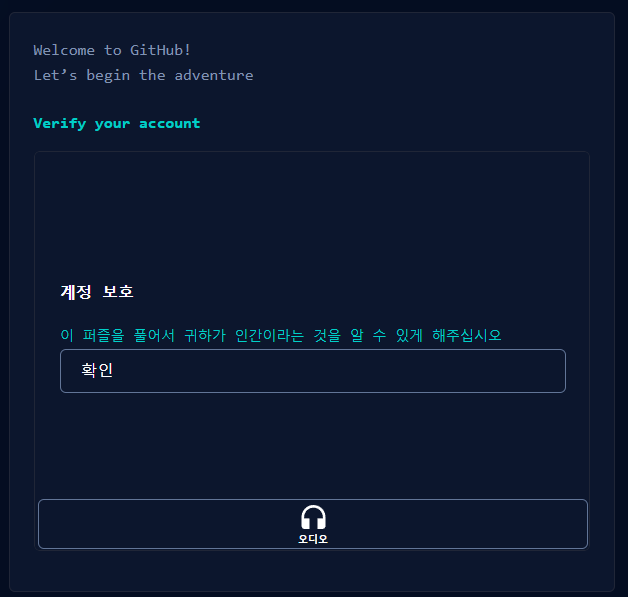 Welcome to GitHub!
Let’s begin the adventure
Verify your account
계정 보호
이 퍼즐을 풀어서 귀하가 인간이라는 것을 알 수 있게 해주십시오
확인
오디오